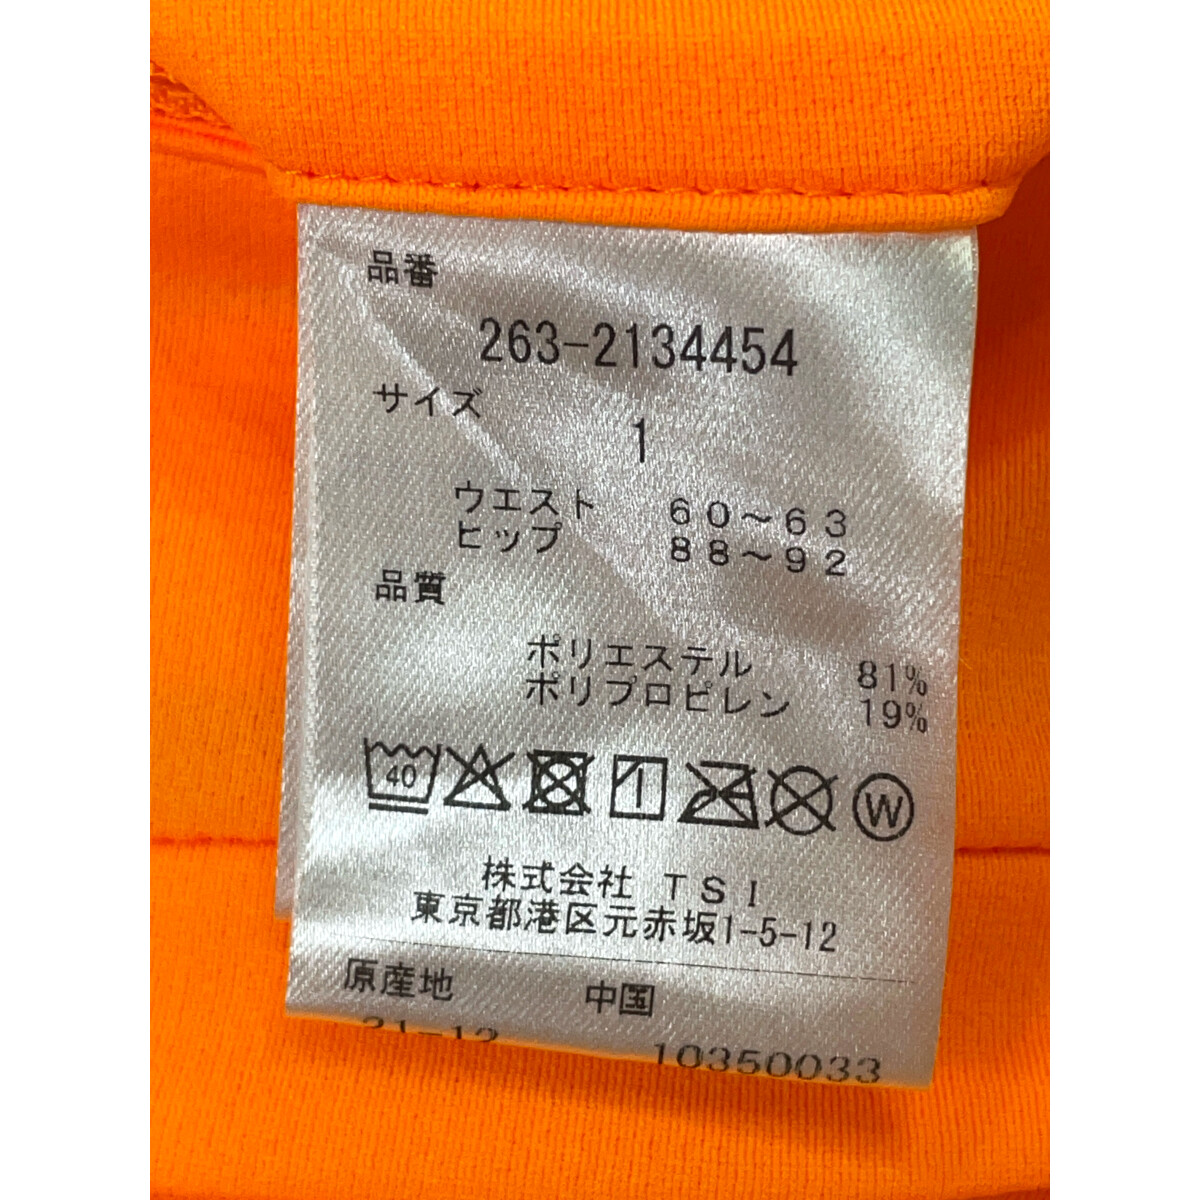 品番
263-2134454
サイズ
1
ウエスト 60～63
ヒップ 88～92
品質
ポリエステル 81%
ポリプロピレン 19%
40
W
株式会社 TSI
東京都港区元赤坂1-5-12
原産地 中国
21-12 10350033